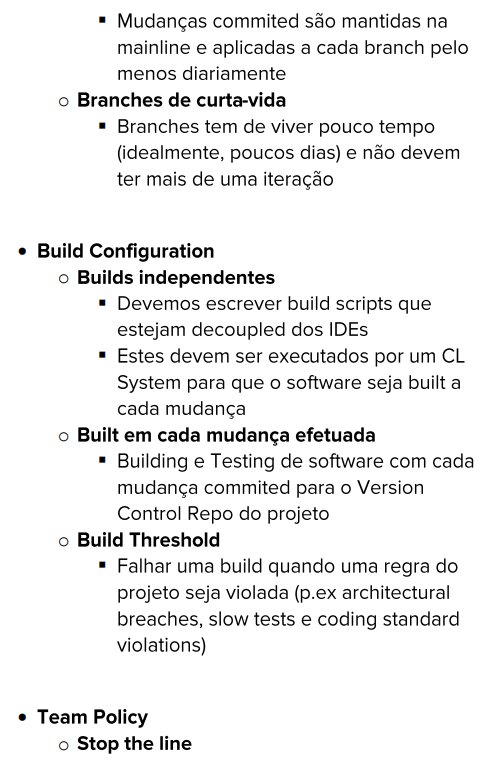 ▪ Mudanças commited são mantidas na
mainline e aplicadas a cada branch pelo
menos diariamente
○ Branches de curta-vida
▪ Branches tem de viver pouco tempo
(idealmente, poucos dias) e não devem
ter mais de uma iteração
• Build Configuration
○ Builds independentes
▪ Devemos escrever build scripts que
estejam decoupled dos IDEs
▪ Estes devem ser executados por um CL
System para que o software seja built a
cada mudança
○ Built em cada mudança efetuada
▪ Building e Testing de software com cada
mudança commited para o Version
Control Repo do projeto
○ Build Threshold
▪ Falhar uma build quando uma regra do
projeto seja violada (p.ex architectural
breaches, slow tests e coding standard
violations)
• Team Policy
○ Stop the line